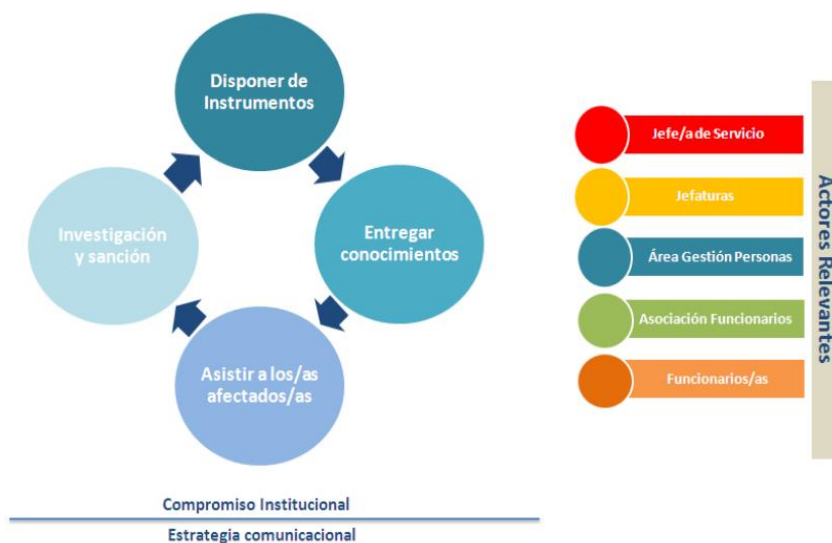 Disponer de
Instrumentos
Entregar
conocimientos
Asistir a los/as
afectados/as
Investigación
y sanción
Compromiso Institucional
Estrategia comunicacional
Jefe/a de Servicio
Jefaturas
Área Gestión Personas
Asociación Funcionarios
Funcionarios/as
Actores Relevantes